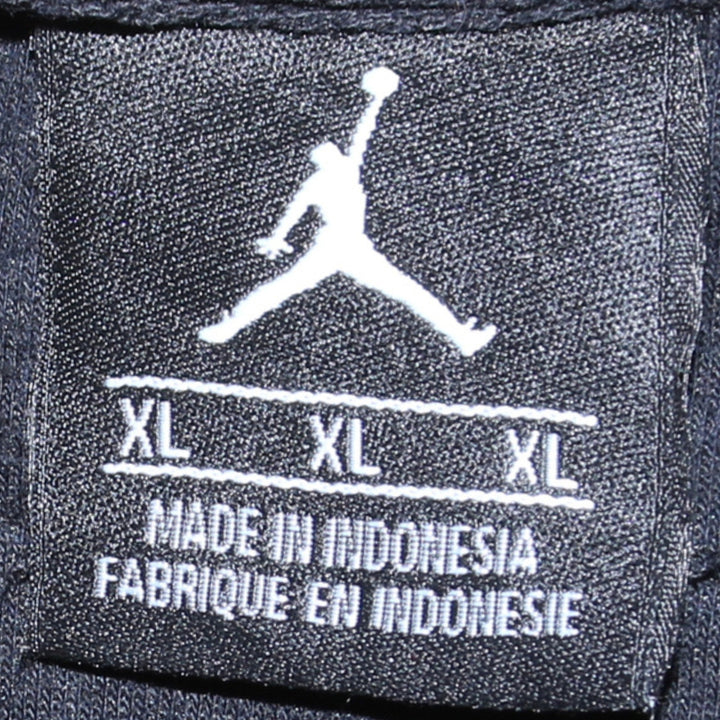 XL XL XL
MADE IN INDONESIA
FABRIQUE EN INDONESIE